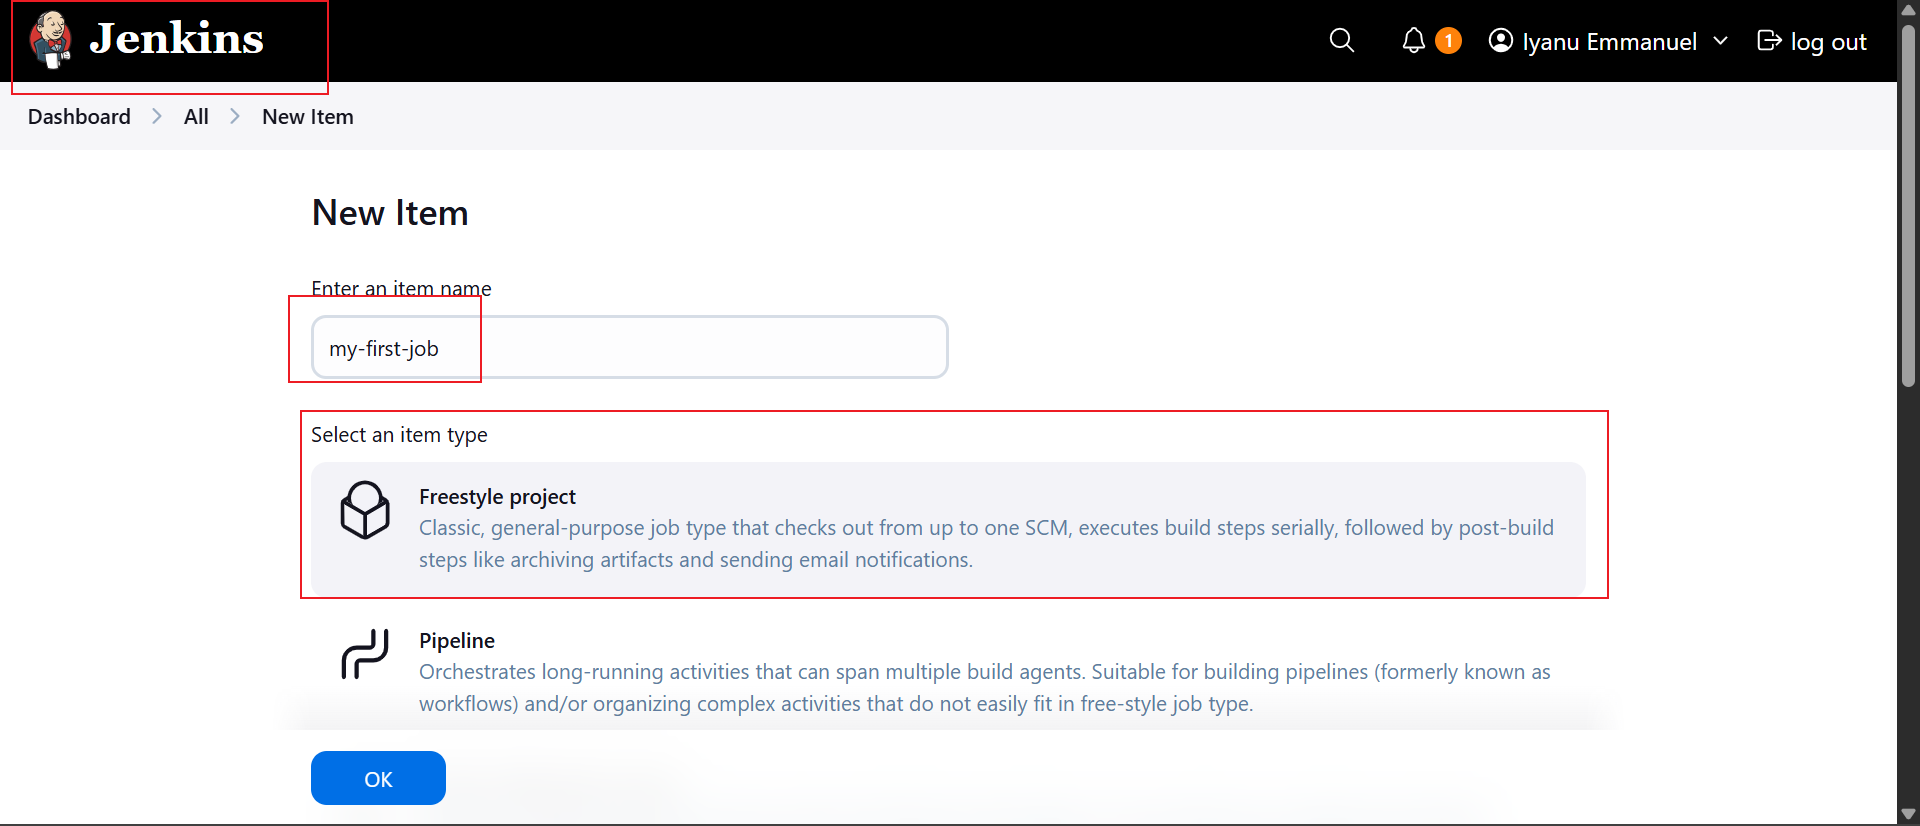 Jenkins
1
Iyanu Emmanuel
log out
Dashboard
All
New Item
New Item
Enter an item name
my-first-job
Select an item type
Freestyle project
Classic, general-purpose job type that checks out from up to one SCM, executes build steps serially, followed by post-build
steps like archiving artifacts and sending email notifications.
Pipeline
Orchestrates long-running activities that can span multiple build agents. Suitable for building pipelines (formerly known as
workflows) and/or organizing complex activities that do not easily fit in free-style job type.
OK